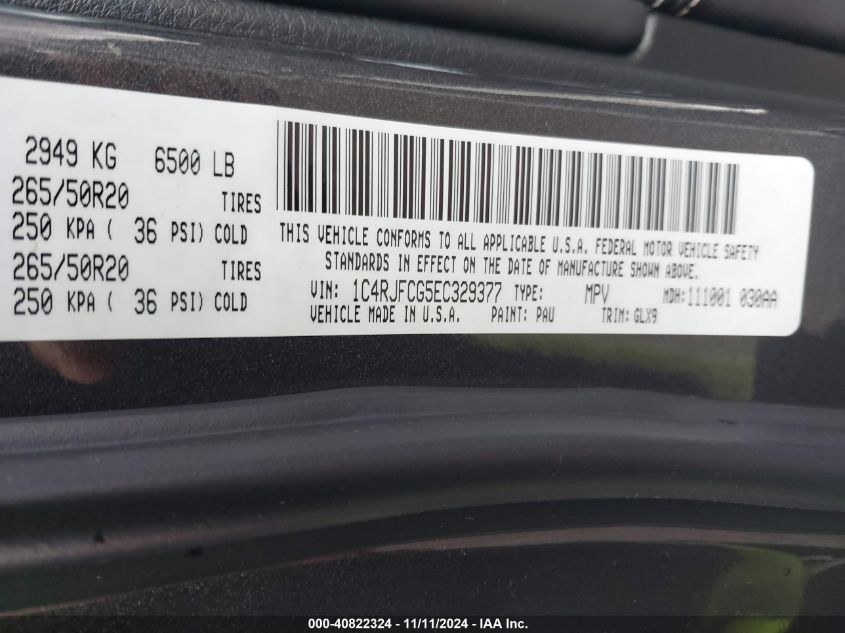 2949 KG 6500 LB
265/50R20 TIRES
250 KPA ( 36 PSI) COLD
265/50R20 TIRES
250 KPA ( 36 PSI) COLD
THIS VEHICLE CONFORMS TO ALL APPLICABLE U.S.A. FEDERAL MOTOR VEHICLE SAFETY
STANDARDS IN EFFECT ON THE DATE OF MANUFACTURE SHOWN ABOVE.
VIN: 1C4RJFCG5EC329377 TYPE: MPV MDH: 111001 030AA
VEHICLE MADE IN U.S.A. PAINT: PAU TRIM: GLX9
000-40822324 - 11/11/2024 - IAA Inc.